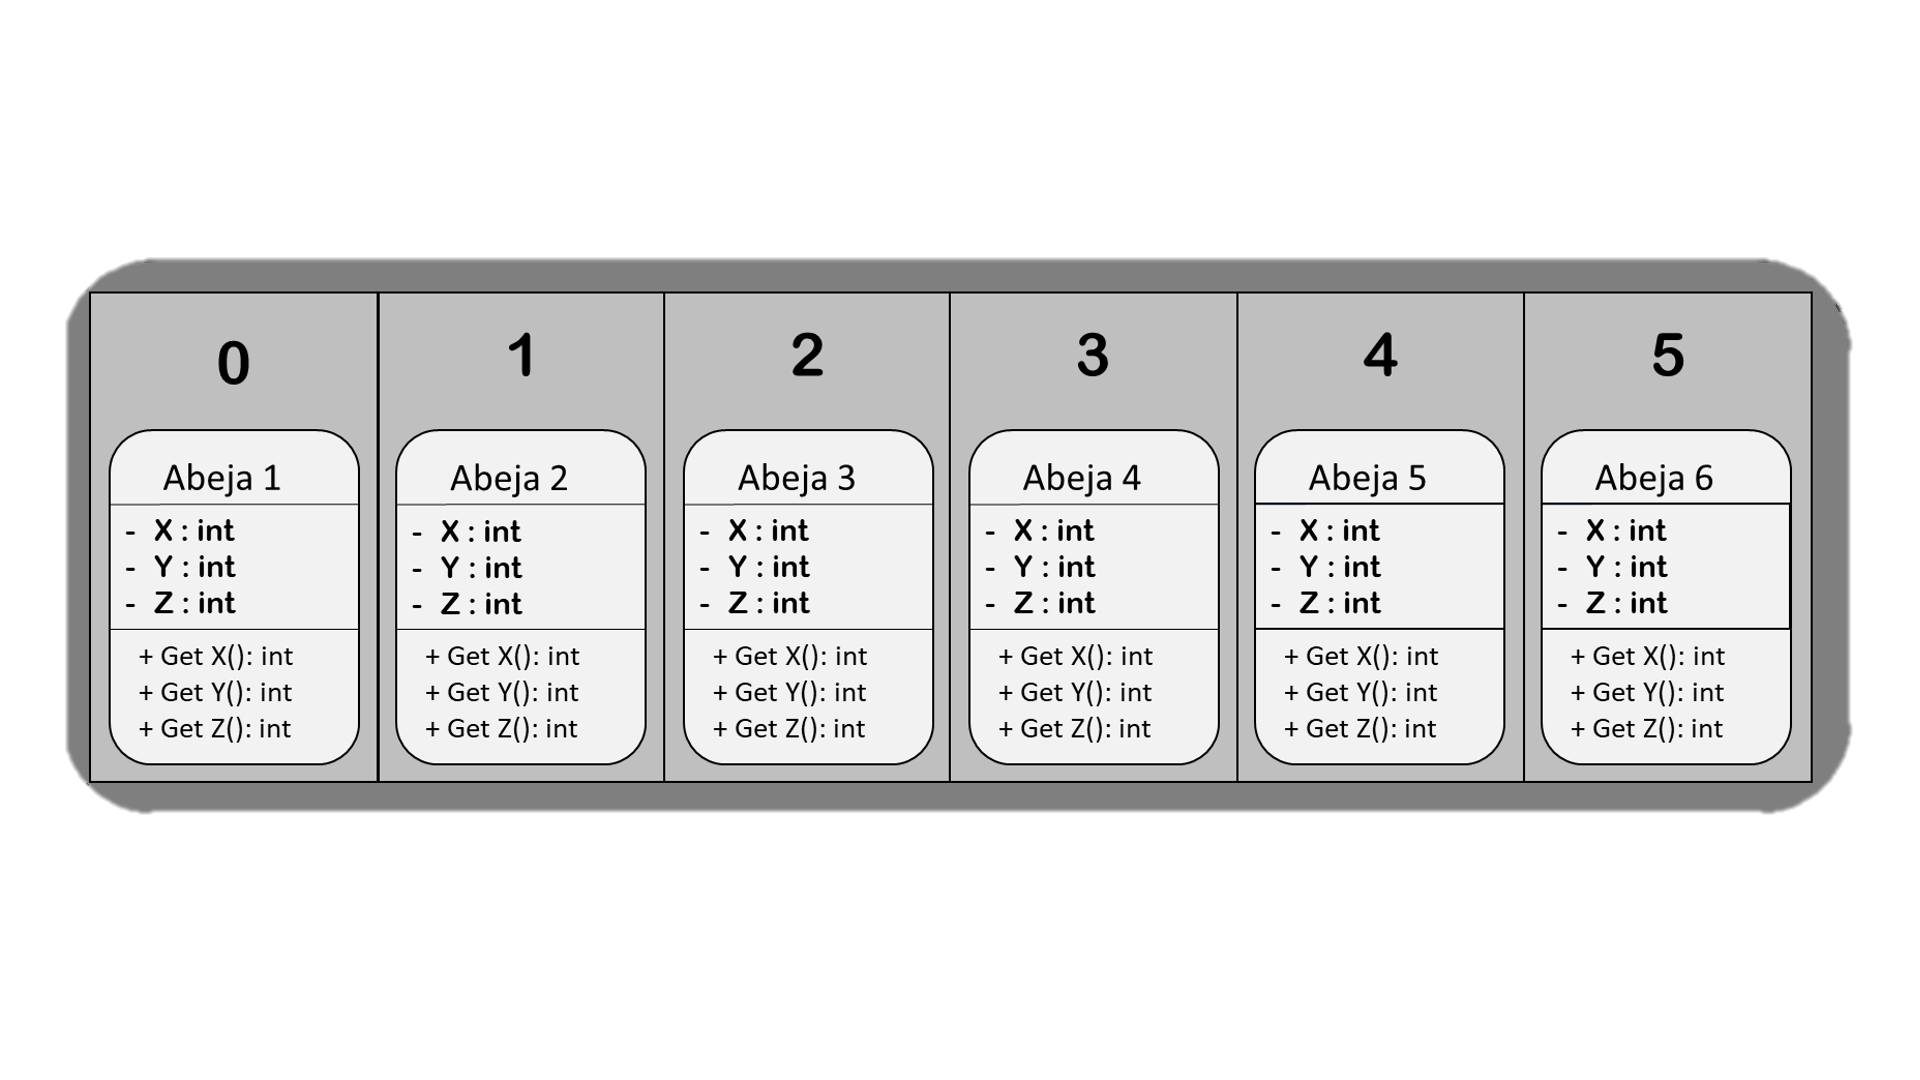 0
Abeja 1
- X : int
- Y : int
- Z : int
+ Get X(): int
+ Get Y(): int
+ Get Z(): int
1
Abeja 2
- X : int
- Y : int
- Z : int
+ Get X(): int
+ Get Y(): int
+ Get Z(): int
2
Abeja 3
- X : int
- Y : int
- Z : int
+ Get X(): int
+ Get Y(): int
+ Get Z(): int
3
Abeja 4
- X : int
- Y : int
- Z : int
+ Get X(): int
+ Get Y(): int
+ Get Z(): int
4
Abeja 5
- X : int
- Y : int
- Z : int
+ Get X(): int
+ Get Y(): int
+ Get Z(): int
5
Abeja 6
- X : int
- Y : int
- Z : int
+ Get X(): int
+ Get Y(): int
+ Get Z(): int